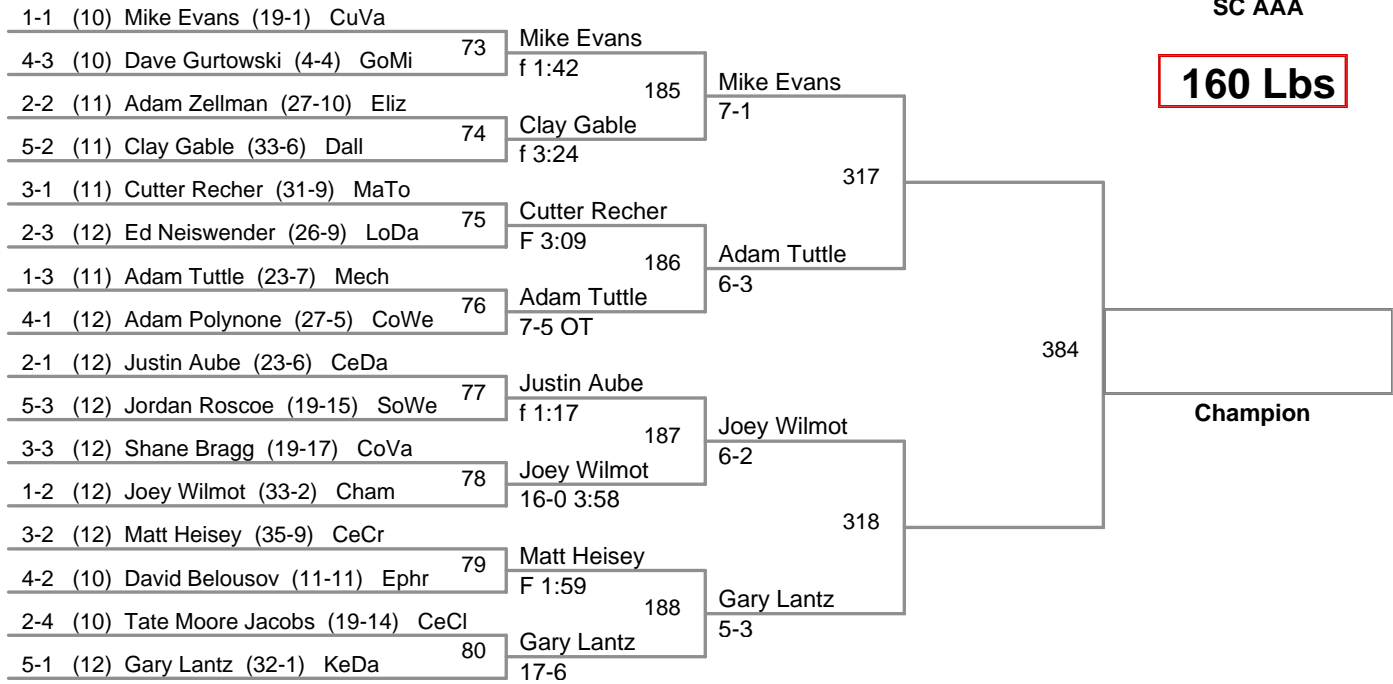 SC AAA
160 Lbs
1-1 (10) Mike Evans (19-1) CuVa
73
Mike Evans
4-3 (10) Dave Gurtowski (4-4) GoMi
f 1:42
185
Mike Evans
7-1
2-2 (11) Adam Zellman (27-10) Eliz
74
Clay Gable
5-2 (11) Clay Gable (33-6) Dall
f 3:24
317
3-1 (11) Cutter Recher (31-9) MaTo
75
Cutter Recher
2-3 (12) Ed Neiswender (26-9) LoDa
F 3:09
186
Adam Tuttle
6-3
1-3 (11) Adam Tuttle (23-7) Mech
76
Adam Tuttle
4-1 (12) Adam Polynone (27-5) CoWe
7-5 OT
384
Champion
2-1 (12) Justin Aube (23-6) CeDa
77
Justin Aube
5-3 (12) Jordan Roscoe (19-15) SoWe
f 1:17
187
Joey Wilmot
6-2
3-3 (12) Shane Bragg (19-17) CoVa
78
Joey Wilmot
1-2 (12) Joey Wilmot (33-2) Cham
16-0 3:58
318
3-2 (12) Matt Heisey (35-9) CeCr
79
Matt Heisey
4-2 (10) David Belousov (11-11) Ephr
F 1:59
188
Gary Lantz
5-3
2-4 (10) Tate Moore Jacobs (19-14) CeCl
80
Gary Lantz
5-1 (12) Gary Lantz (32-1) KeDa
17-6